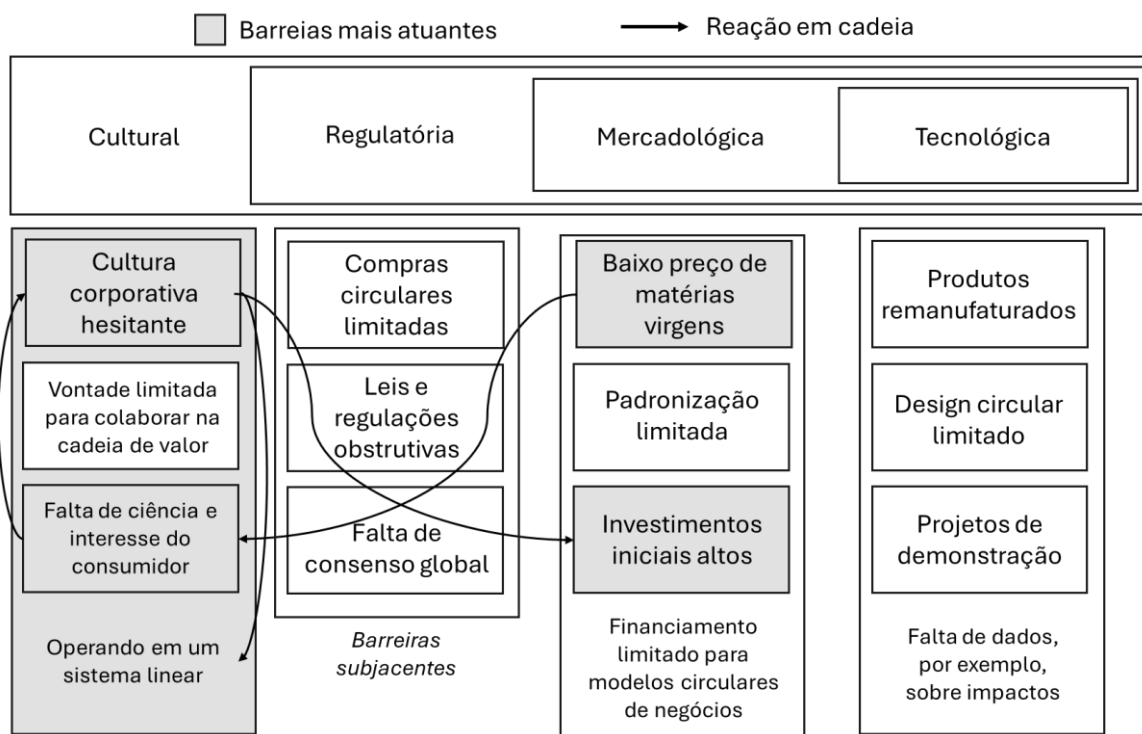 Barreias mais atuantes
Reação em cadeia
Cultural
Regulatória
Mercadológica
Tecnológica
Cultura
corporativa
hesitante
Vontade limitada
para colaborar na
cadeia de valor
Falta de ciência e
interesse do
consumidor
Operando em um
sistema linear
Compras
circulares
limitadas
Leis e
regulações
obstrutivas
Falta de
consenso global
Barreiras
subjacentes
Baixo preço de
matérias
virgens
Padronização
limitada
Investimentos
iniciais altos
Financiamento
limitado para
modelos circulares
de negócios
Produtos
remanufaturados
Design circular
limitado
Projetos de
demonstração
Falta de dados,
por exemplo,
sobre impactos